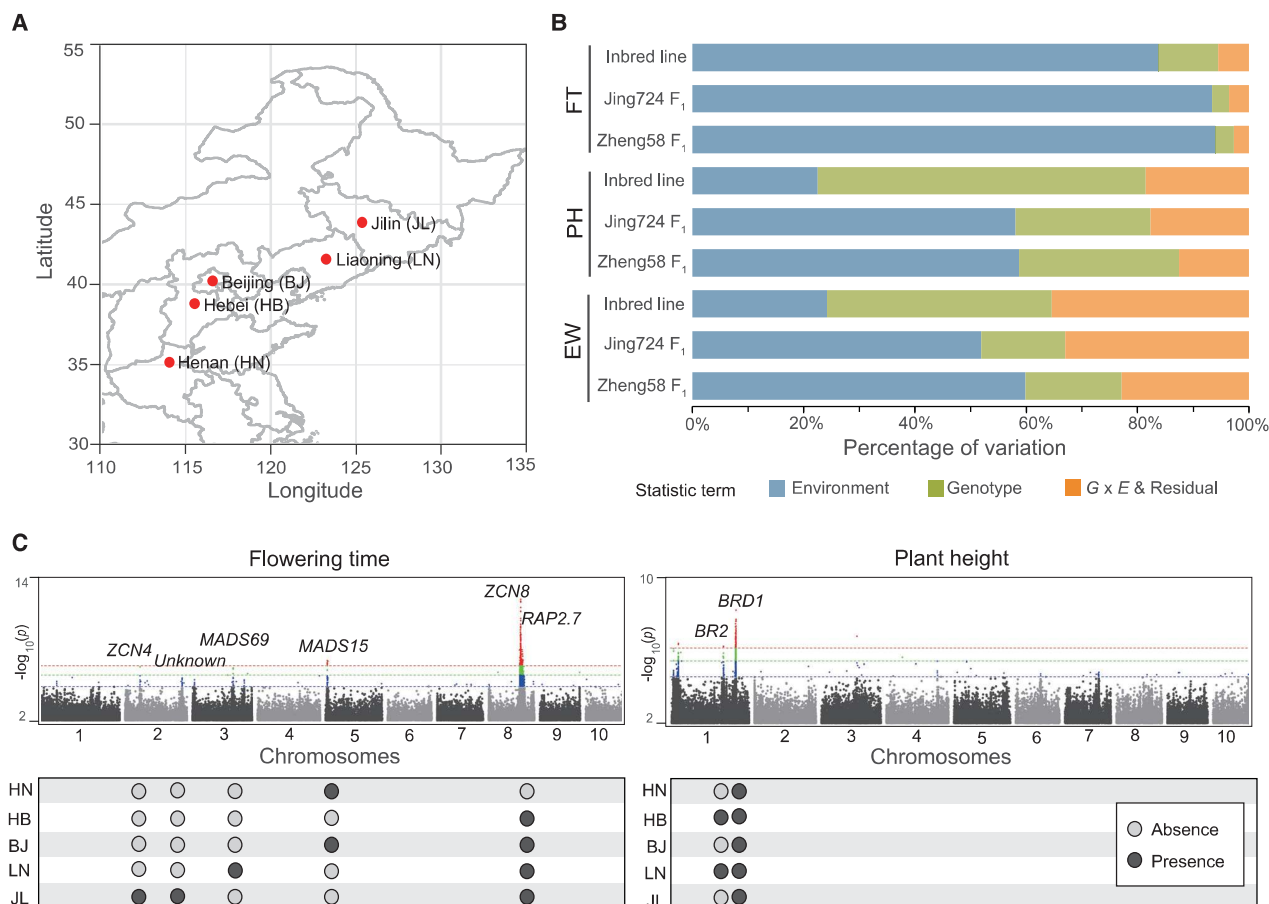 A
55
50
45
40
35
30
110
115
120
125
130
135
Latitude
Longitude
Jilin (JL)
Liaoning (LN)
Beijing (BJ)
Hebei (HB)
Henan (HN)
B
FT
Inbred line
Jing724 F1
Zheng58 F1
PH
Inbred line
Jing724 F1
Zheng58 F1
EW
Inbred line
Jing724 F1
Zheng58 F1
0%
20%
40%
60%
80%
100%
Percentage of variation
Statistic term
Environment
Genotype
G x E & Residual
C
Flowering time
14
-log10(p)
2
ZCN4
Unknown
MADS69
MADS15
ZCN8
RAP2.7
1 2 3 4 5 6 7 8 9 10
Chromosomes
HN
HB
BJ
LN
JL
Plant height
10
-log10(p)
2
BRD1
BR2
1 2 3 4 5 6 7 8 9 10
Chromosomes
HN
HB
BJ
LN
JL
Absence
Presence